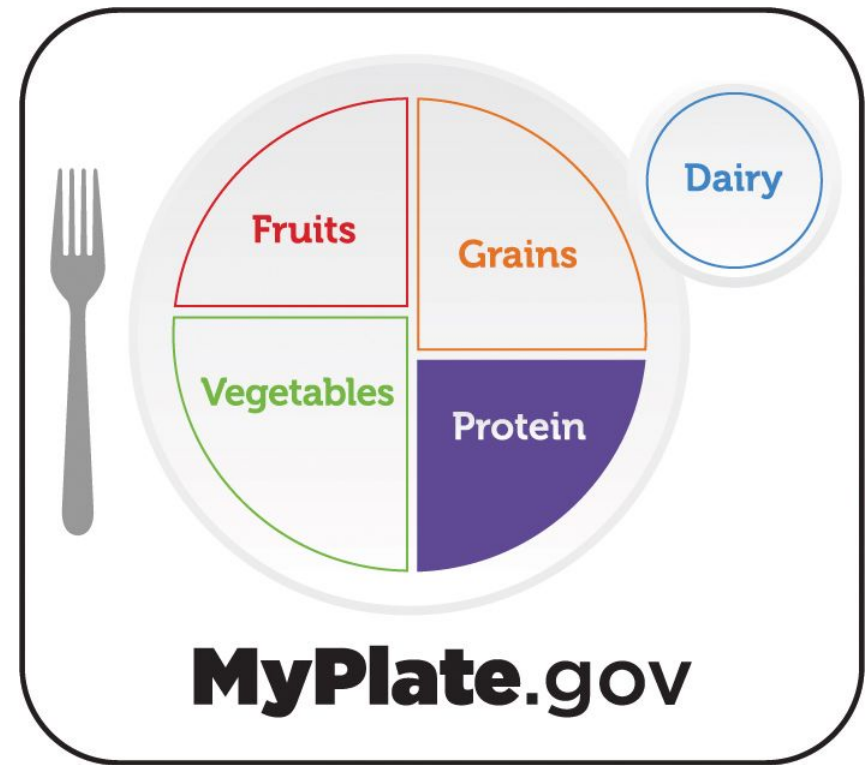 Dairy
Fruits
Grains
Vegetables
Protein
MyPlate.gov